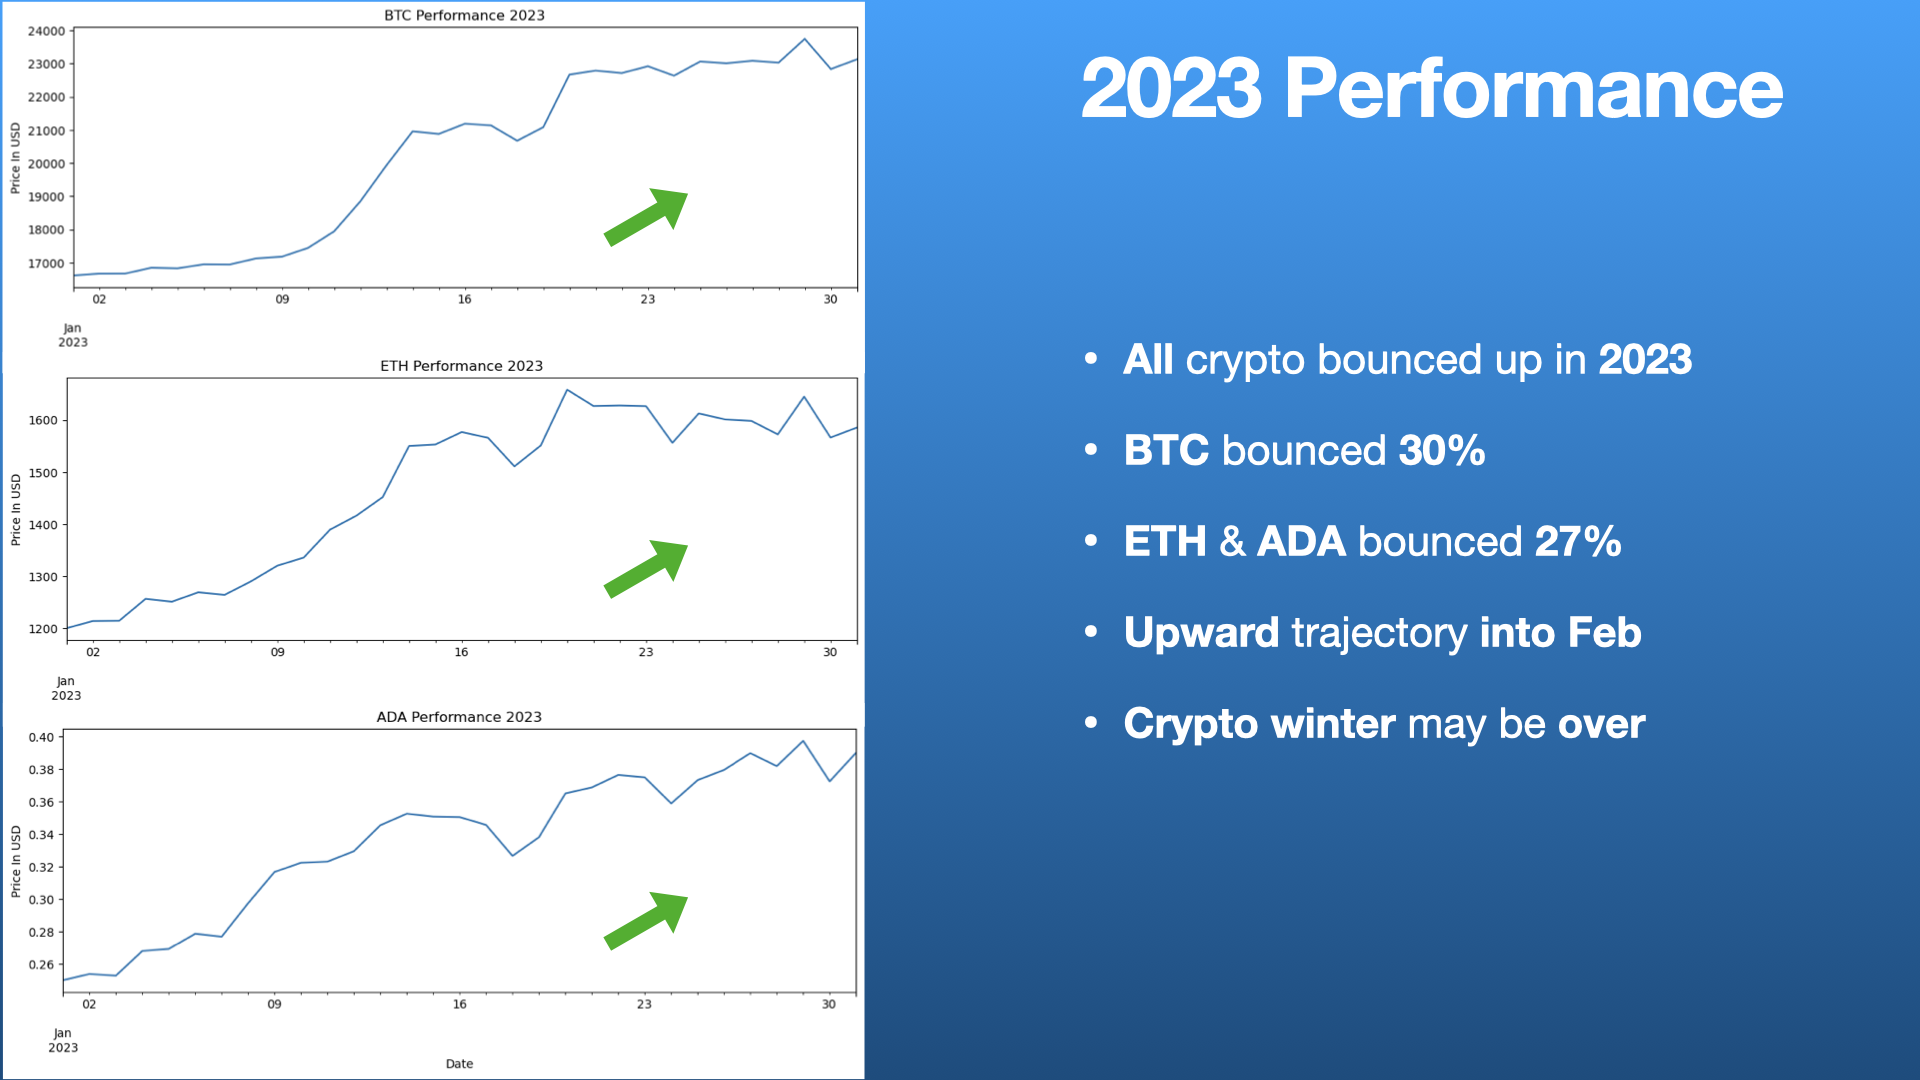 BTC Performance 2023
24000
23000
22000
21000
20000
19000
18000
17000
Price In USD
02 09 16 23 30
Jan
2023
ETH Performance 2023
1600
1500
1400
1300
1200
Price In USD
02 09 16 23 30
Jan
2023
ADA Performance 2023
0.40
0.38
0.36
0.34
0.32
0.30
0.28
0.26
Price In USD
02 09 16 23 30
Jan
2023
Date
2023 Performance
• All crypto bounced up in 2023
• BTC bounced 30%
• ETH & ADA bounced 27%
• Upward trajectory into Feb
• Crypto winter may be over